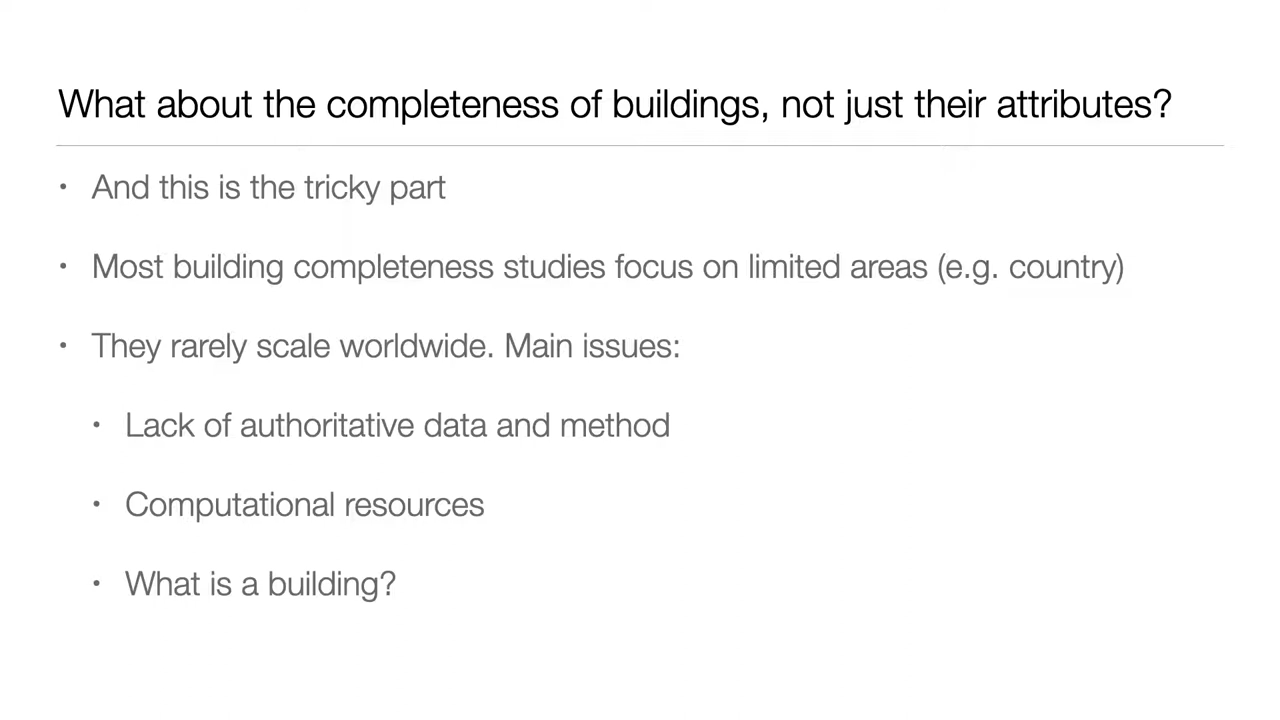 What about the completeness of buildings, not just their attributes?
• And this is the tricky part
• Most building completeness studies focus on limited areas (e.g. country)
• They rarely scale worldwide. Main issues:
• Lack of authoritative data and method
• Computational resources
• What is a building?